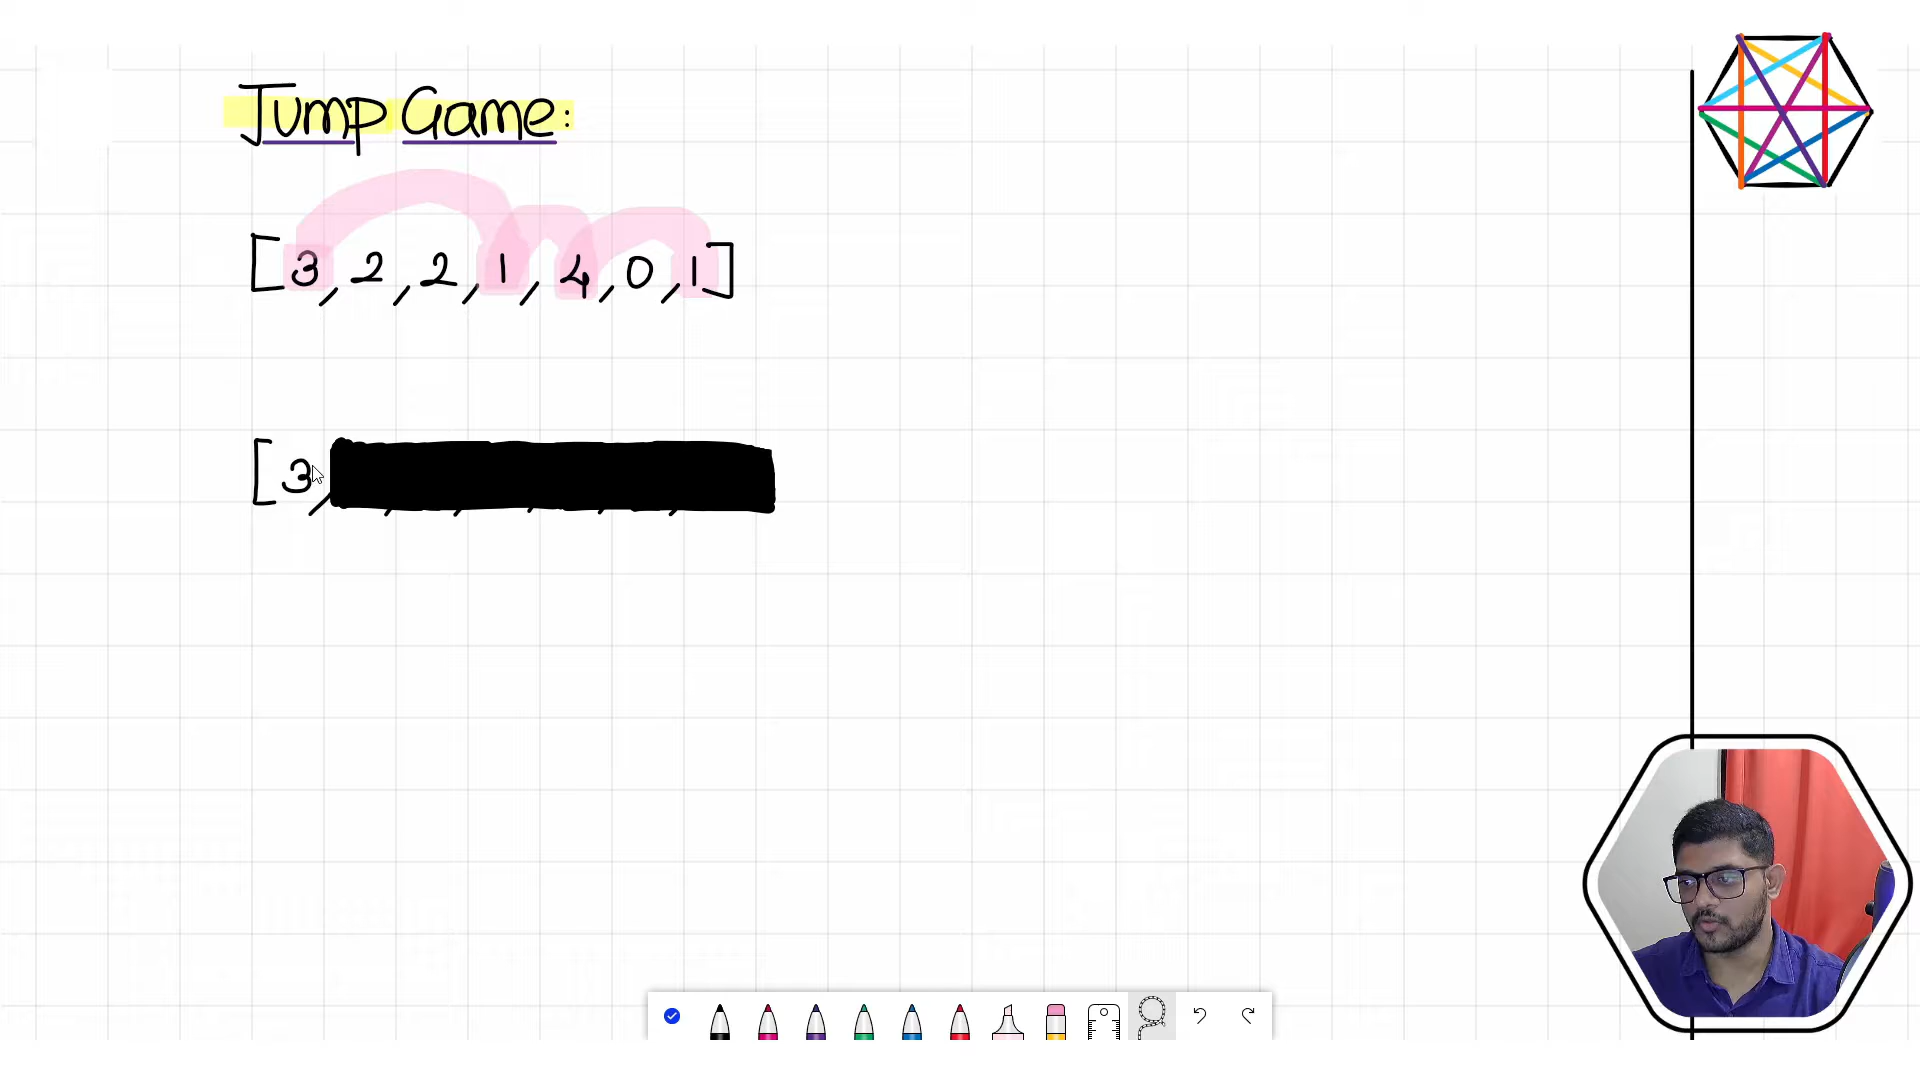 Jump Game:
[3, 2, 2, 1, 4, 0, 1]
[3,